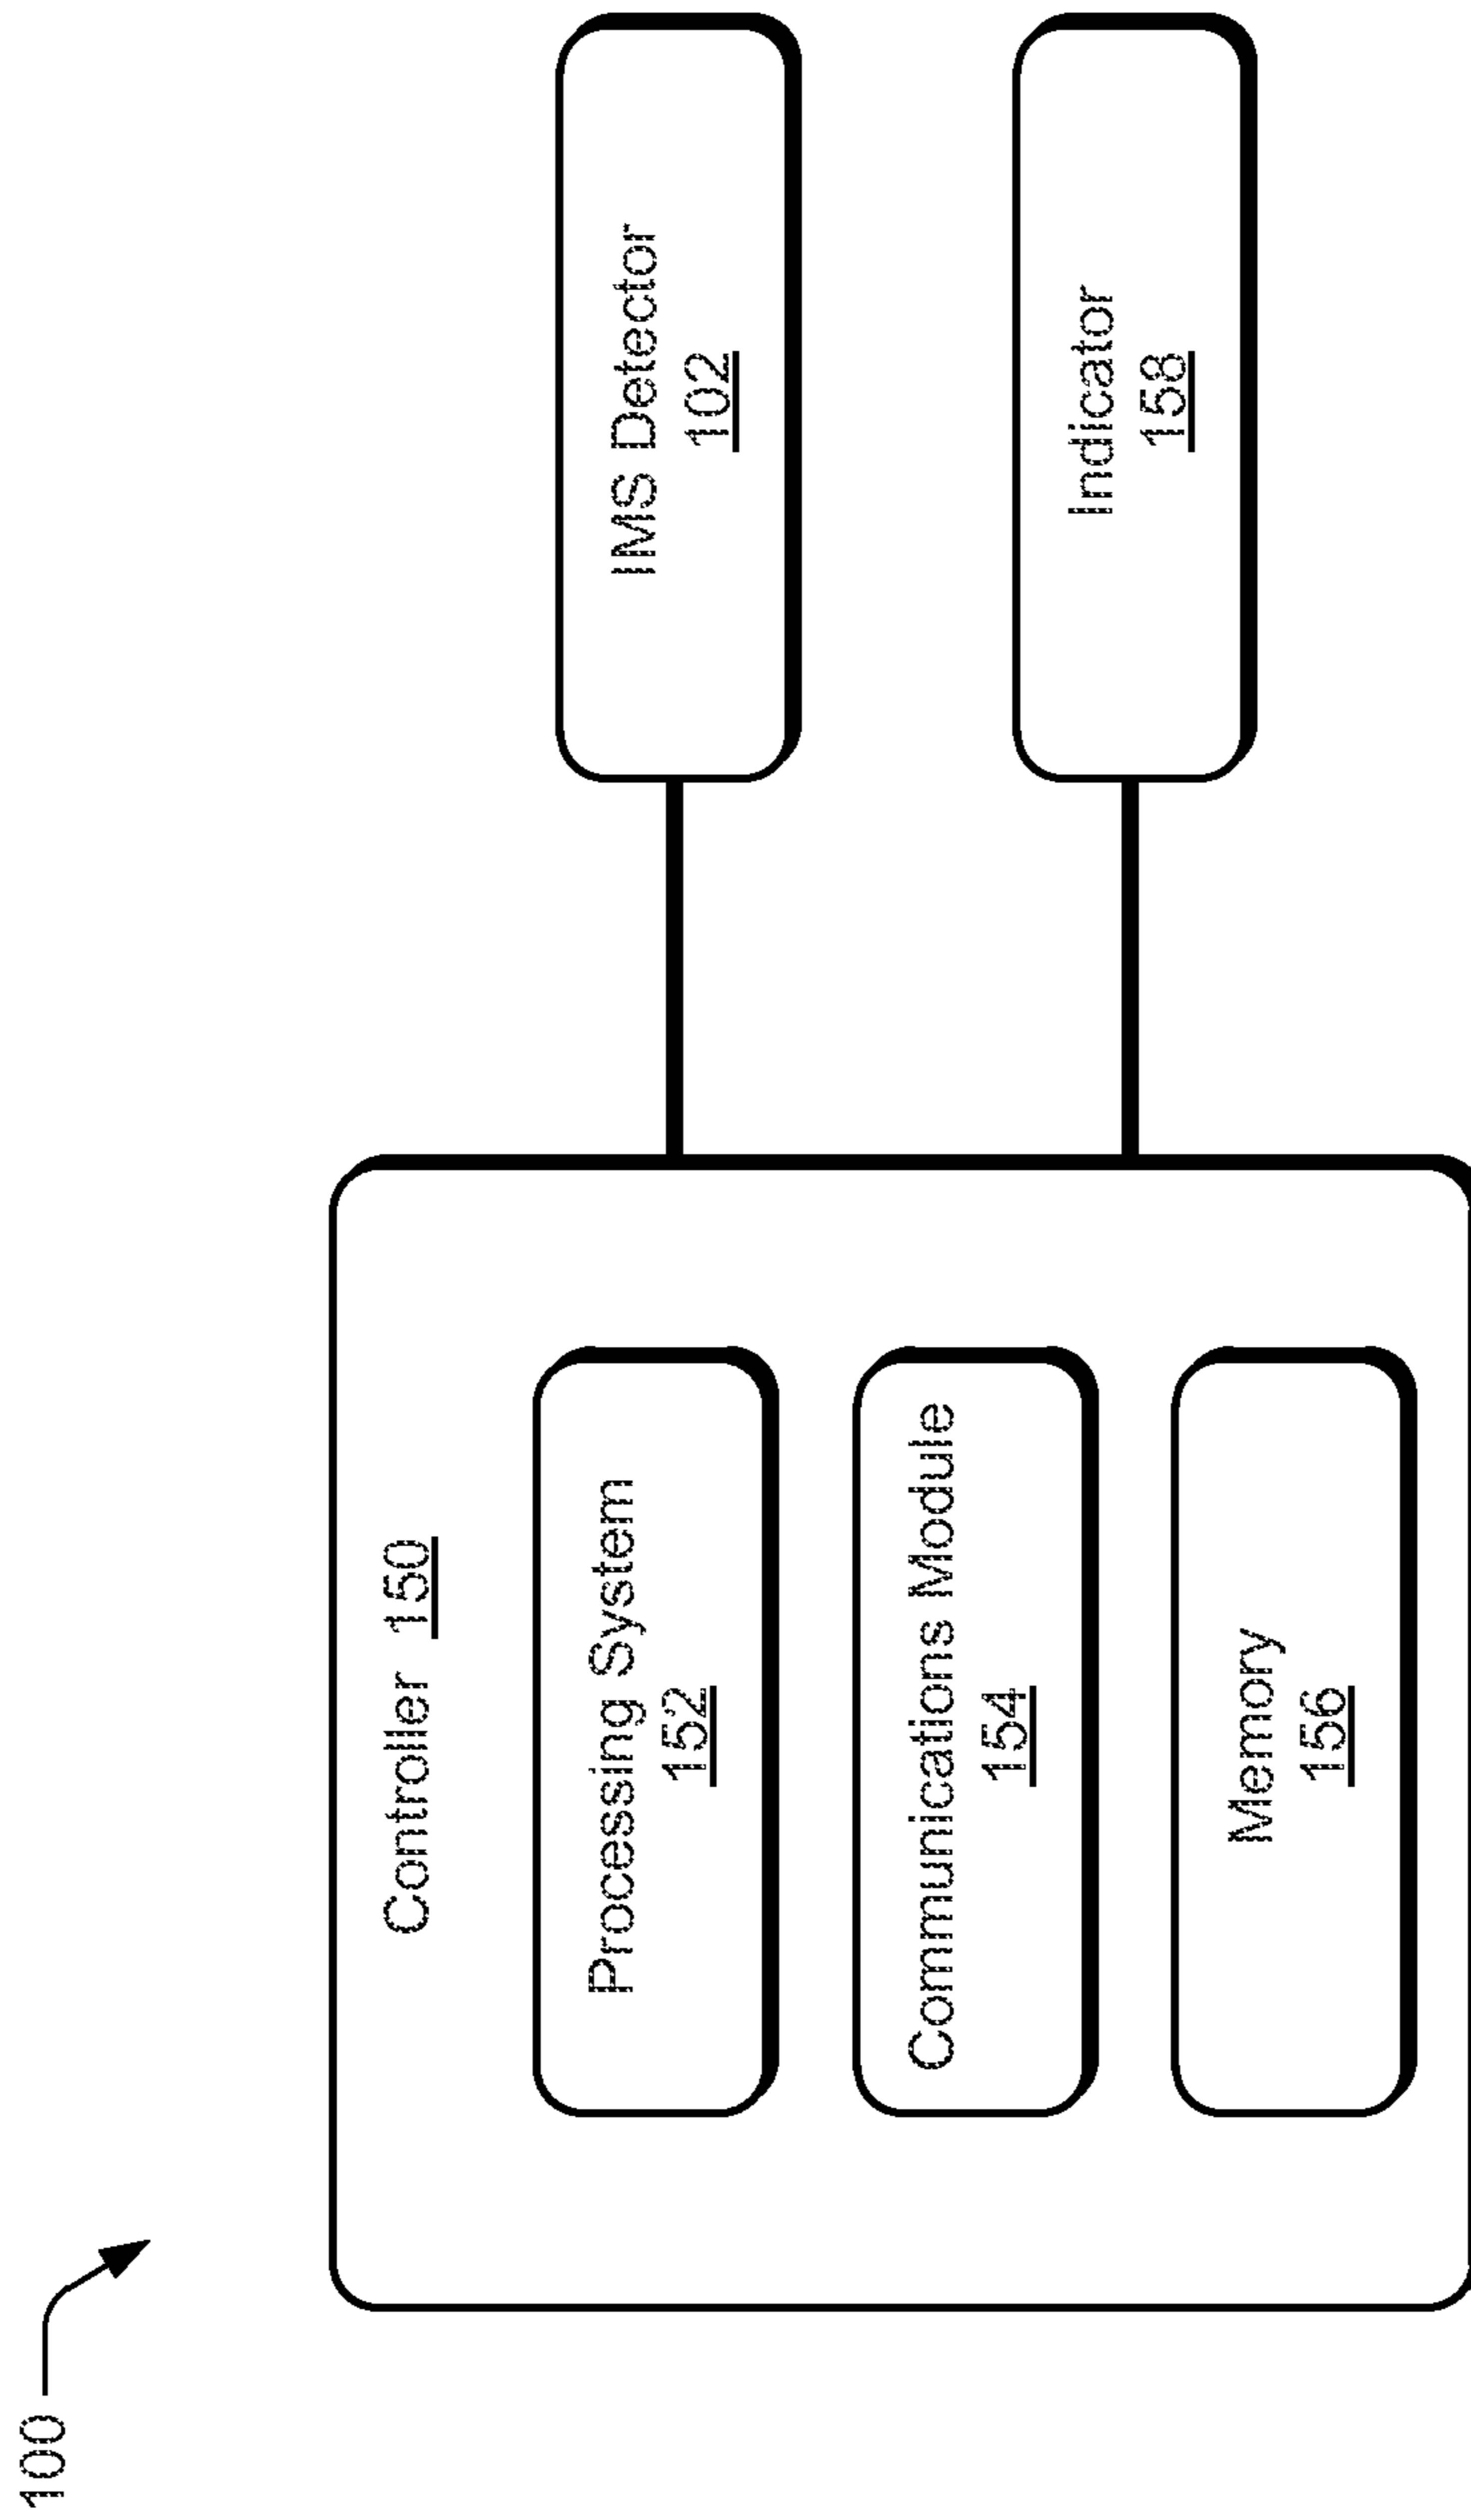 100
Controller 150
Processing System
152
Communications Module
154
Memory
156
IMS Detector
102
Indicator
158